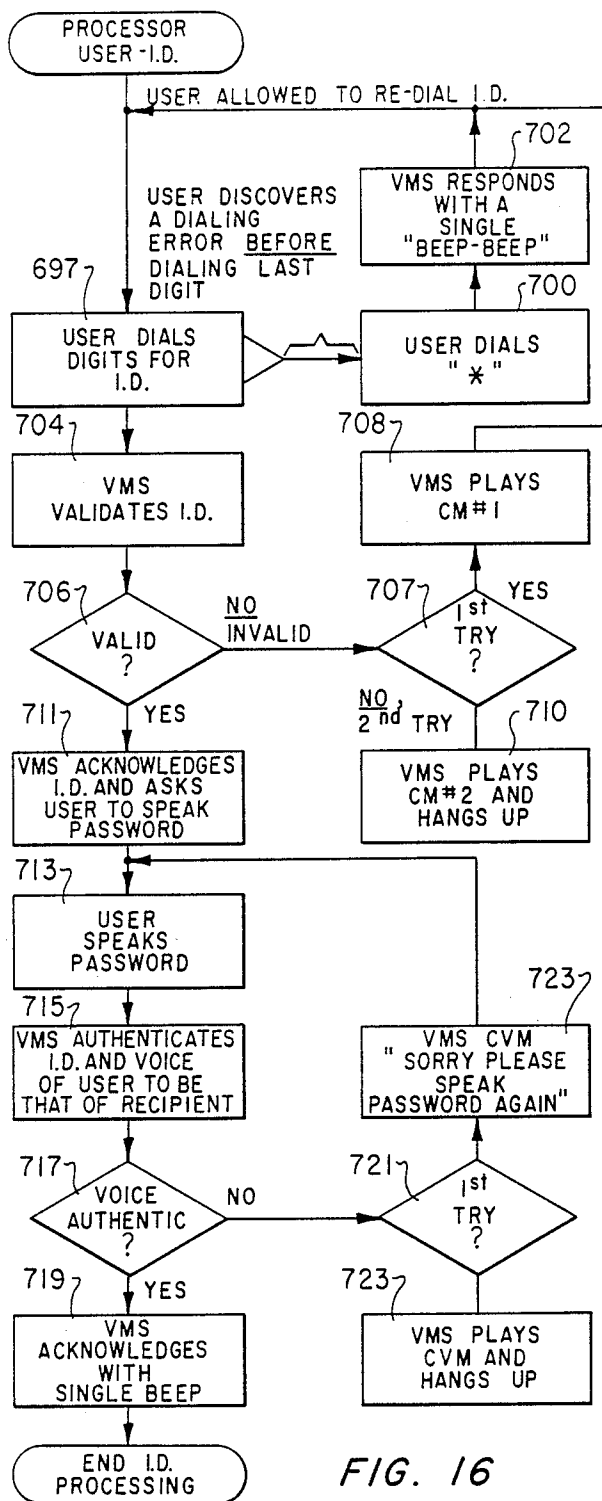 PROCESSOR
USER-I.D.
USER ALLOWED TO RE-DIAL I.D.
702
VMS RESPONDS
WITH A
SINGLE
"BEEP-BEEP"
USER DISCOVERS
A DIALING
ERROR BEFORE
DIALING LAST
DIGIT
697
USER DIALS
DIGITS FOR
I.D.
700
USER DIALS
"*"
704
VMS
VALIDATES I.D.
708
VMS PLAYS
CM#1
706
VALID
?
NO
INVALID
707
1st
TRY
?
YES
YES
NO,
2nd TRY
711
VMS ACKNOWLEDGES
I.D. AND ASKS
USER TO SPEAK
PASSWORD
710
VMS PLAYS
CM#2 AND
HANGS UP
713
USER
SPEAKS
PASSWORD
715
VMS AUTHENTICATES
I.D. AND VOICE
OF USER TO BE
THAT OF RECIPIENT
723
VMS CVM
"SORRY PLEASE
SPEAK
PASSWORD AGAIN"
717
VOICE
AUTHENTIC
?
NO
721
1st
TRY
?
YES
719
VMS
ACKNOWLEDGES
WITH
SINGLE BEEP
723
VMS PLAYS
CVM AND
HANGS UP
END I.D.
PROCESSING
FIG. 16